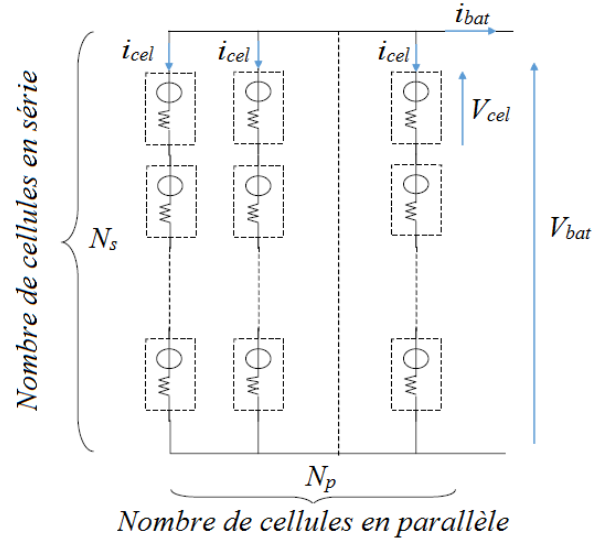 i_bat
i_cel i_cel i_cel
V_cel
Nombre de cellules en série
N_s
V_bat
N_p
Nombre de cellules en parallèle